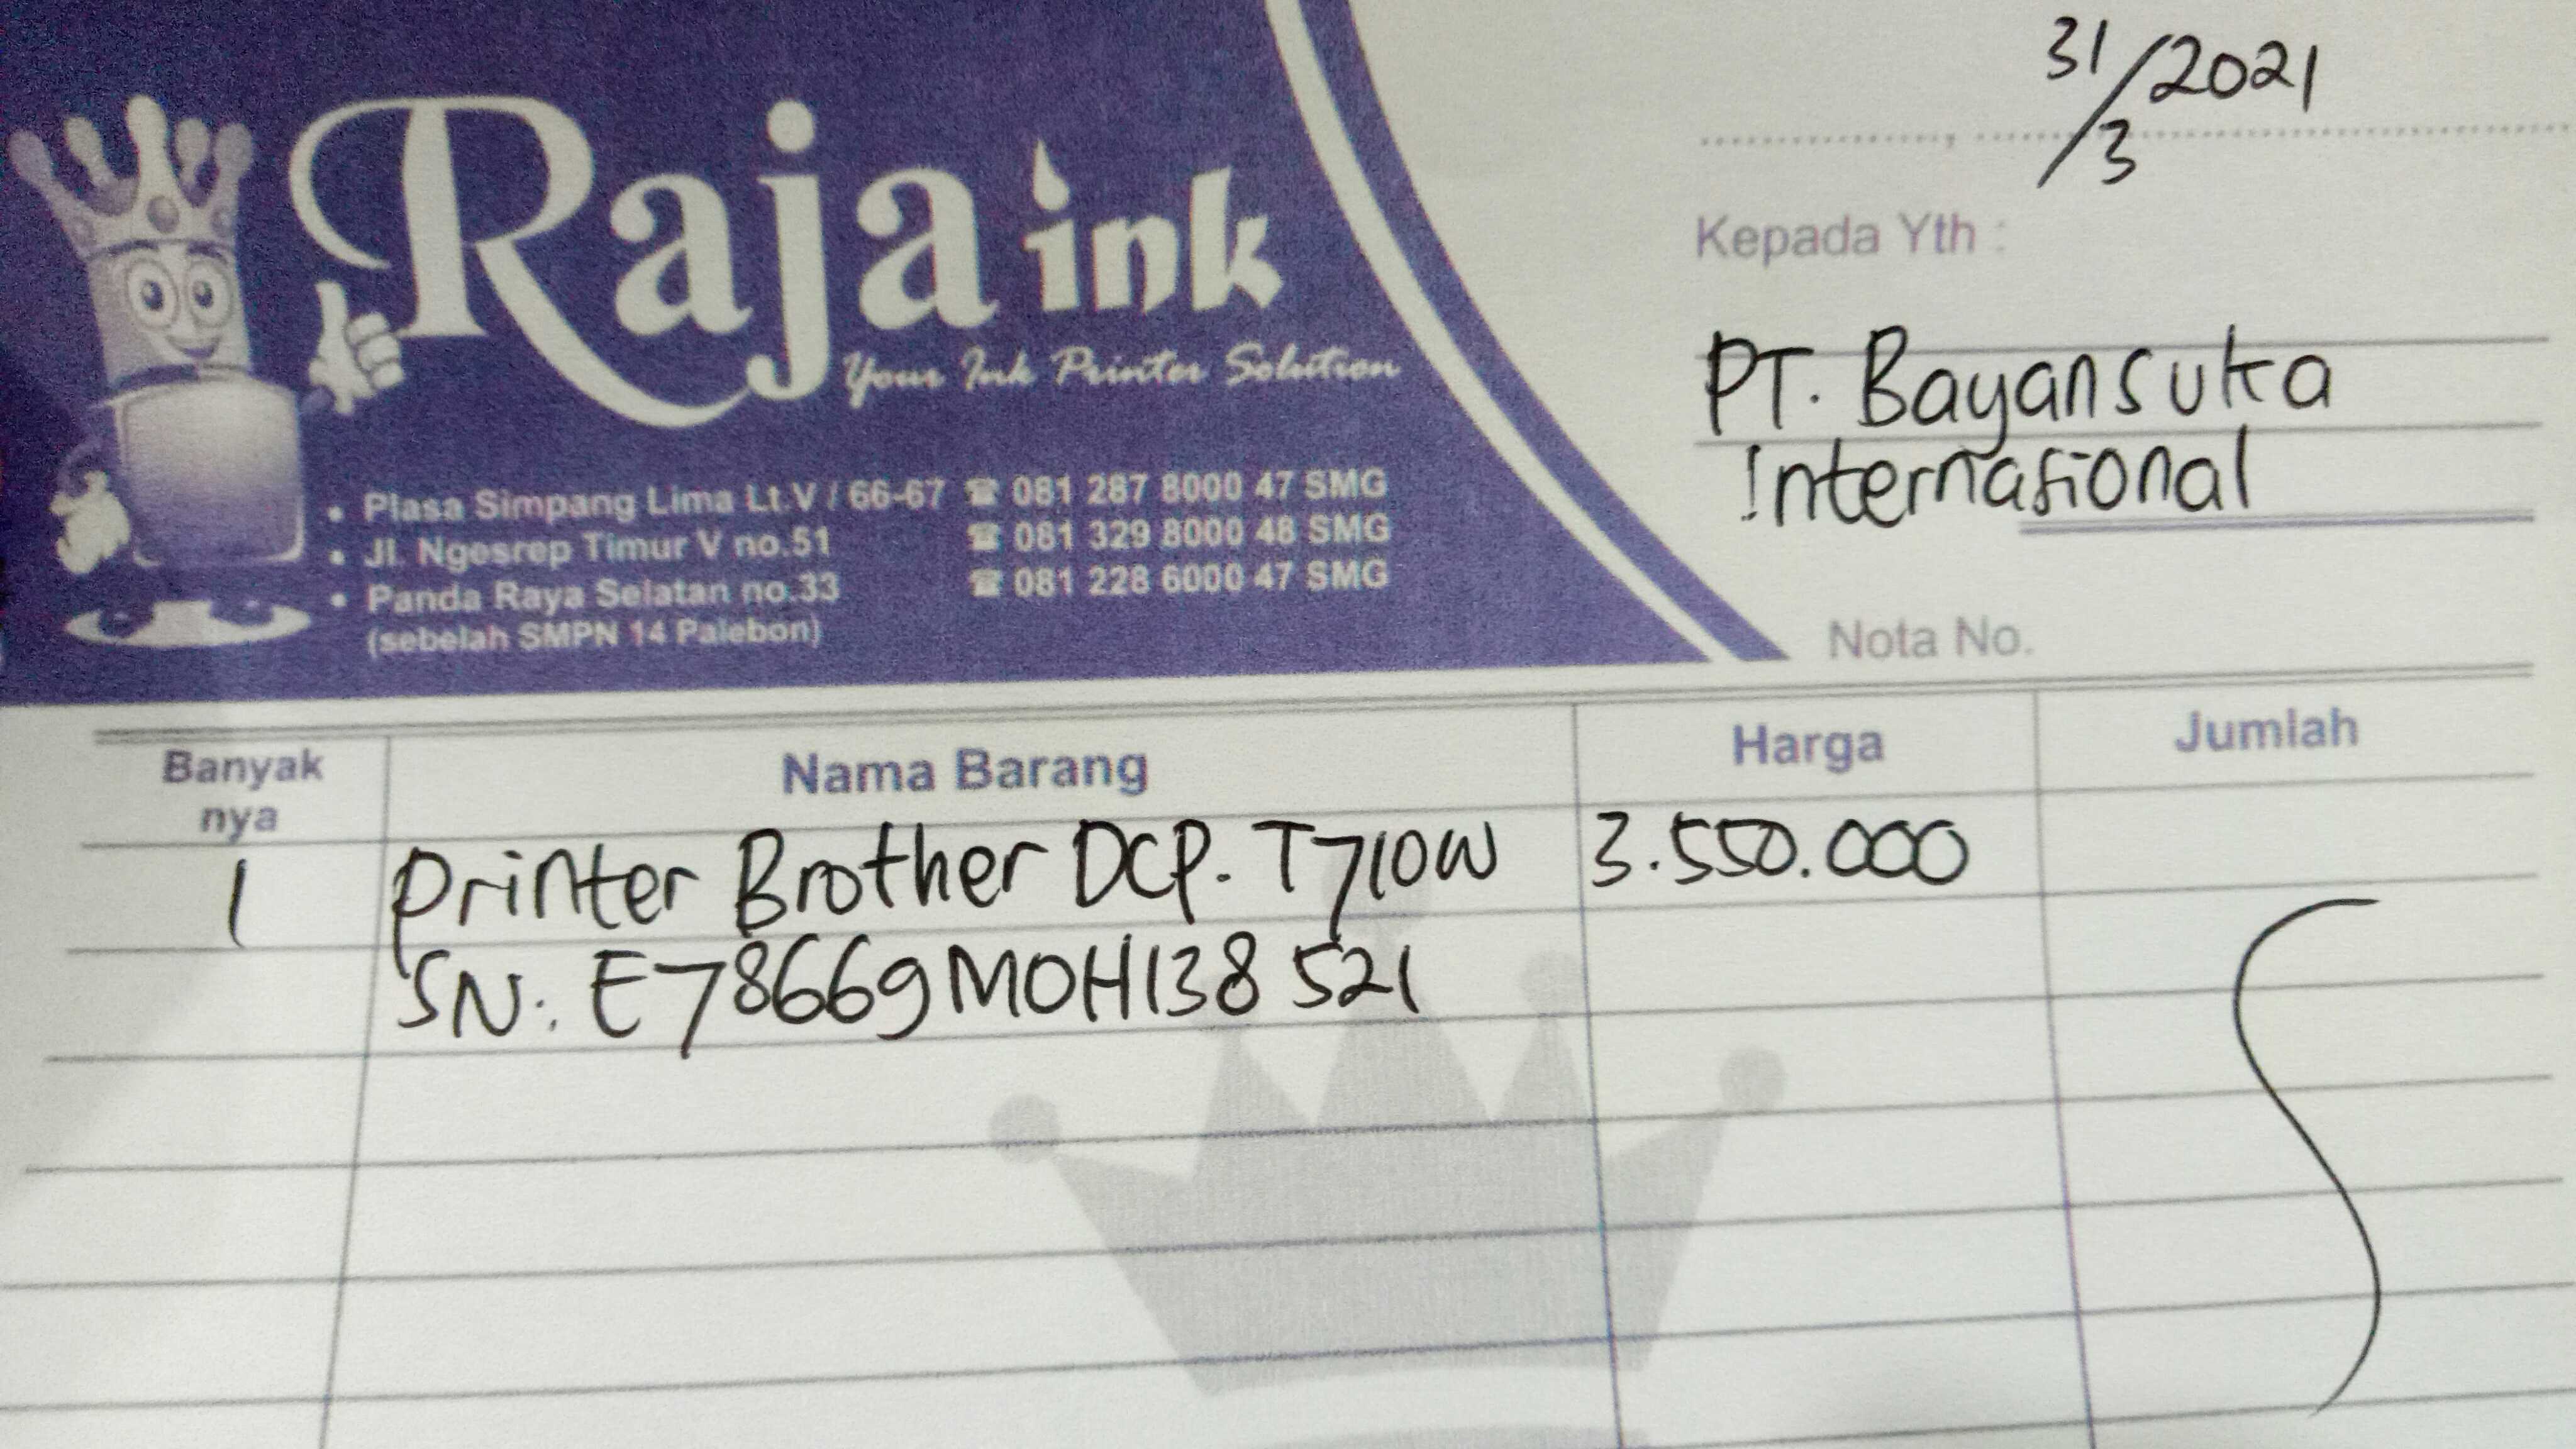 Raja ink
Your Ink Printer Solution
• Plasa Simpang Lima Lt.V / 66-67 ☎ 081 287 8000 47 SMG
• Jl. Ngesrep Timur V no.51 ☎ 081 329 8000 48 SMG
• Panda Raya Selatan no.33 ☎ 081 228 6000 47 SMG
(sebelah SMPN 14 Palebon)
31/3/2021
Kepada Yth :
PT. Bayansuka
Internasional
Nota No.
Banyak nya Nama Barang Harga Jumlah
1 Printer Brother DCP. T710W 3.550.000
SN: E78669M0H138521